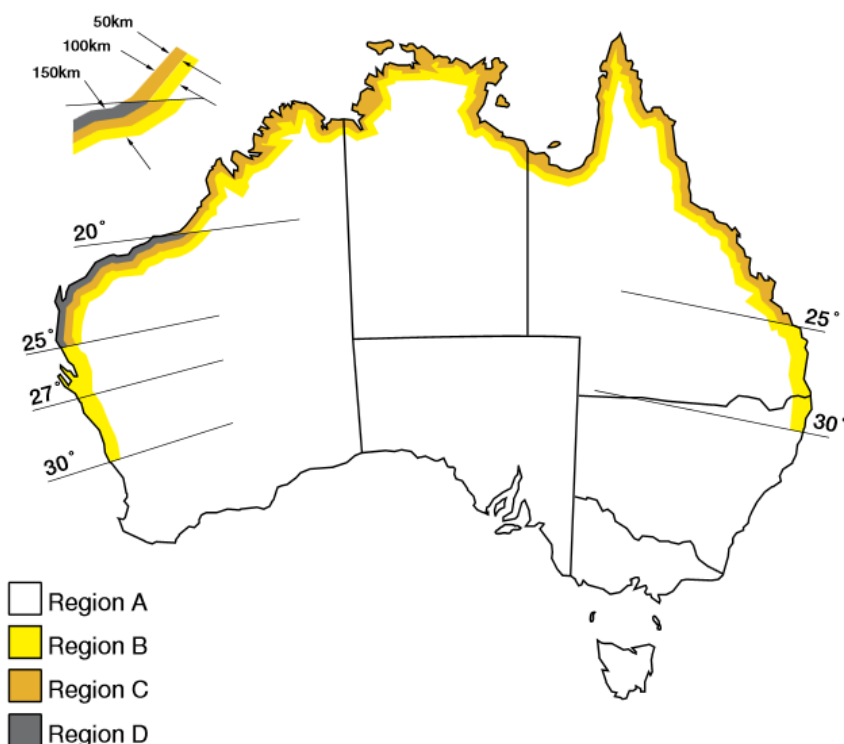 50km
100km
150km
20°
25°
27°
30°
25°
30°
Region A
Region B
Region C
Region D